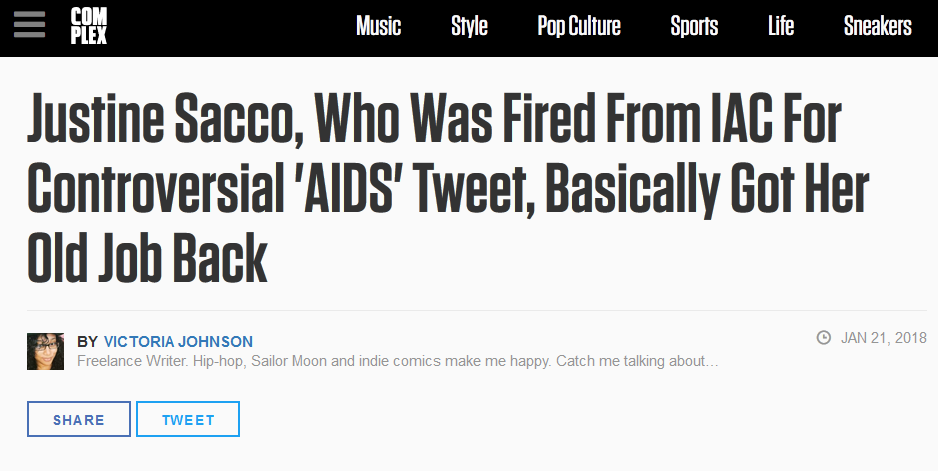 COM
PLEX
Music Style Pop Culture Sports Life Sneakers
Justine Sacco, Who Was Fired From IAC For
Controversial 'AIDS' Tweet, Basically Got Her
Old Job Back
BY VICTORIA JOHNSON
Freelance Writer. Hip-hop, Sailor Moon and indie comics make me happy. Catch me talking about…
JAN 21, 2018
SHARE TWEET